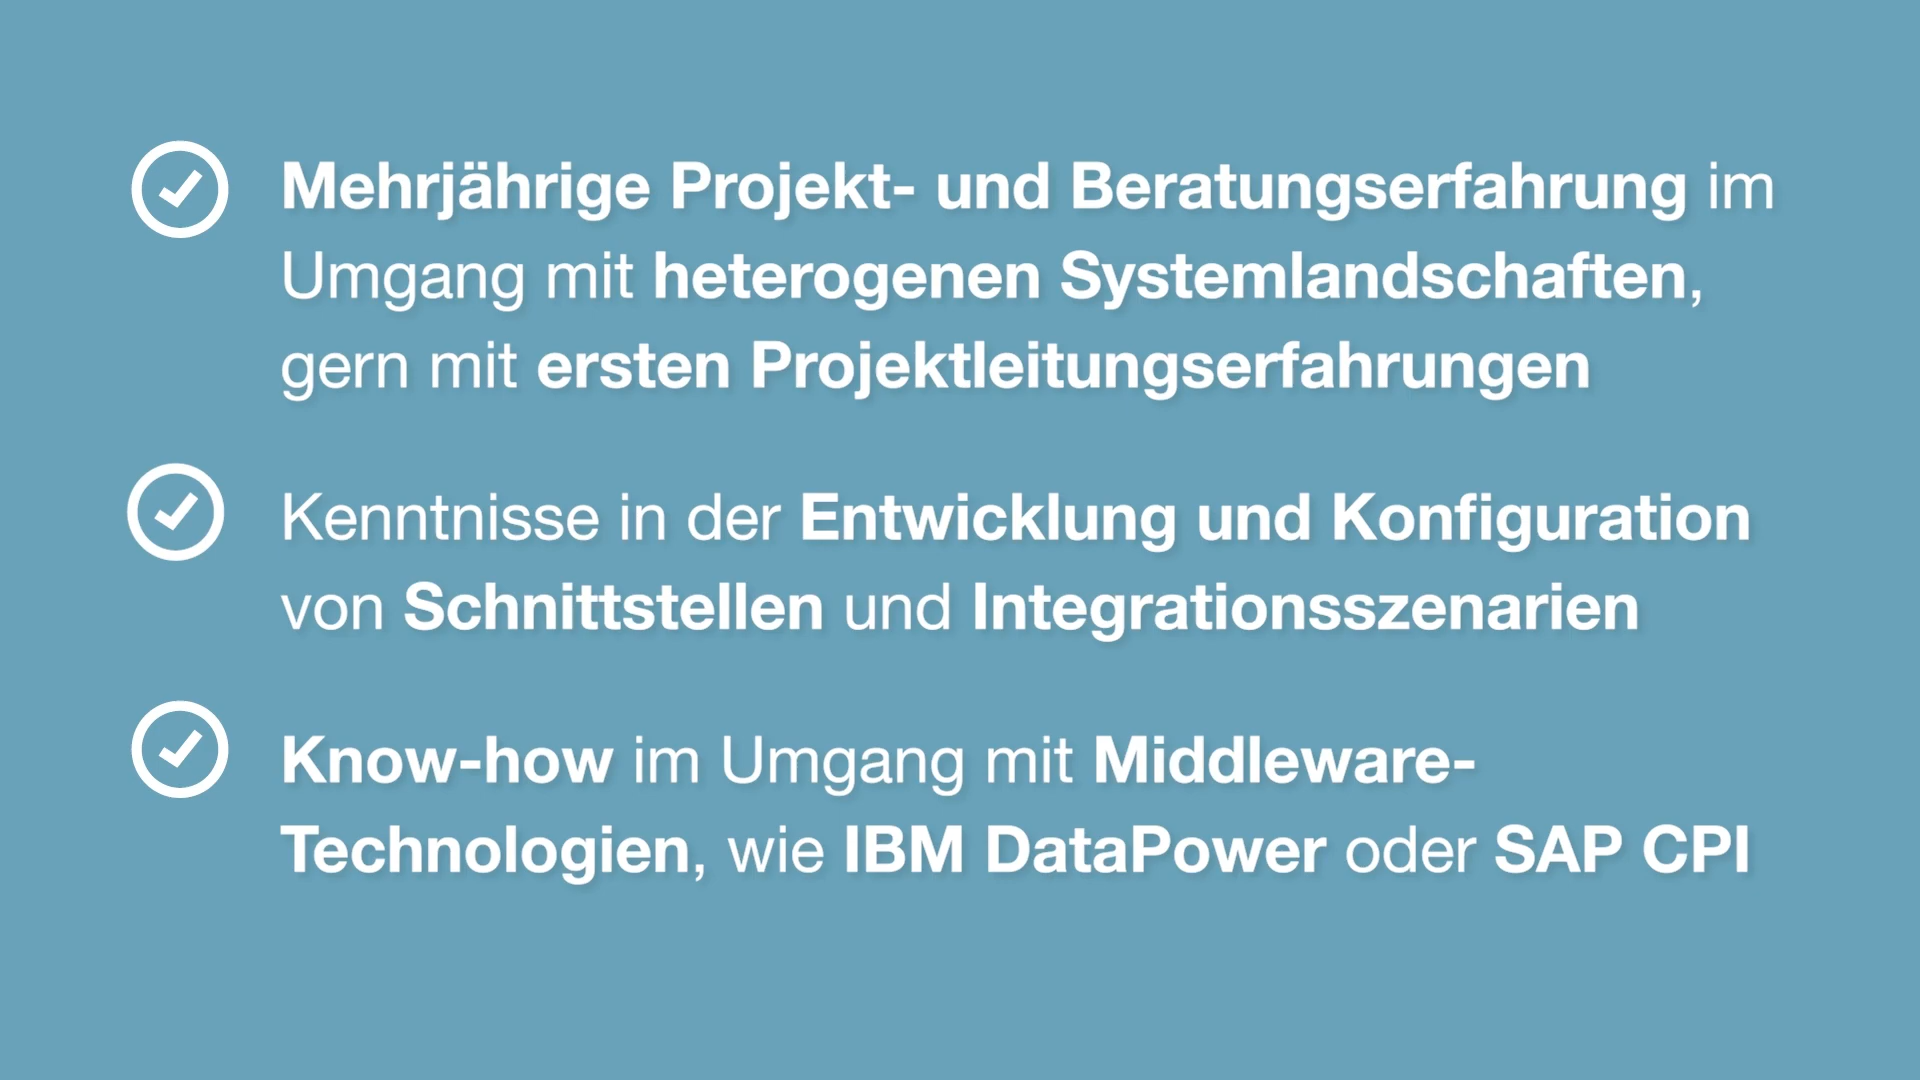 Mehrjährige Projekt- und Beratungserfahrung im
Umgang mit heterogenen Systemlandschaften,
gern mit ersten Projektleitungserfahrungen
Kenntnisse in der Entwicklung und Konfiguration
von Schnittstellen und Integrationsszenarien
Know-how im Umgang mit Middleware-
Technologien, wie IBM DataPower oder SAP CPI